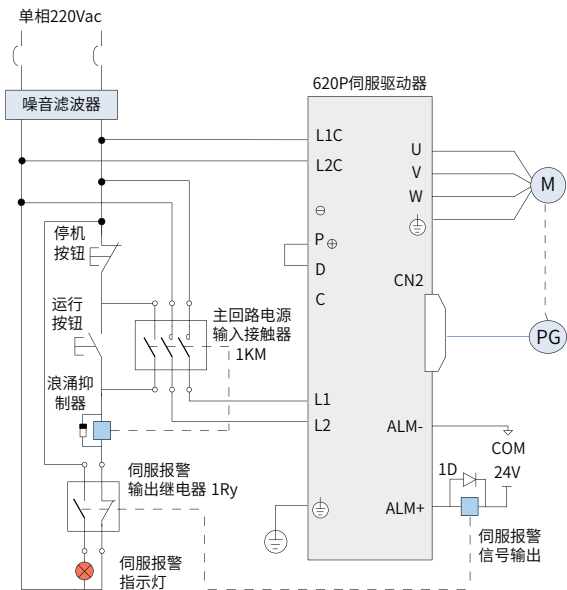 单相220Vac
噪音滤波器
620P伺服驱动器
L1C
L2C
⊖
P⊕
D
C
L1
L2
U
V
W
CN2
ALM-
ALM+
M
PG
停机
按钮
运行
按钮
主回路电源
输入接触器
1KM
浪涌抑
制器
伺服报警
输出继电器 1Ry
伺服报警
指示灯
COM
1D
24V
伺服报警
信号输出